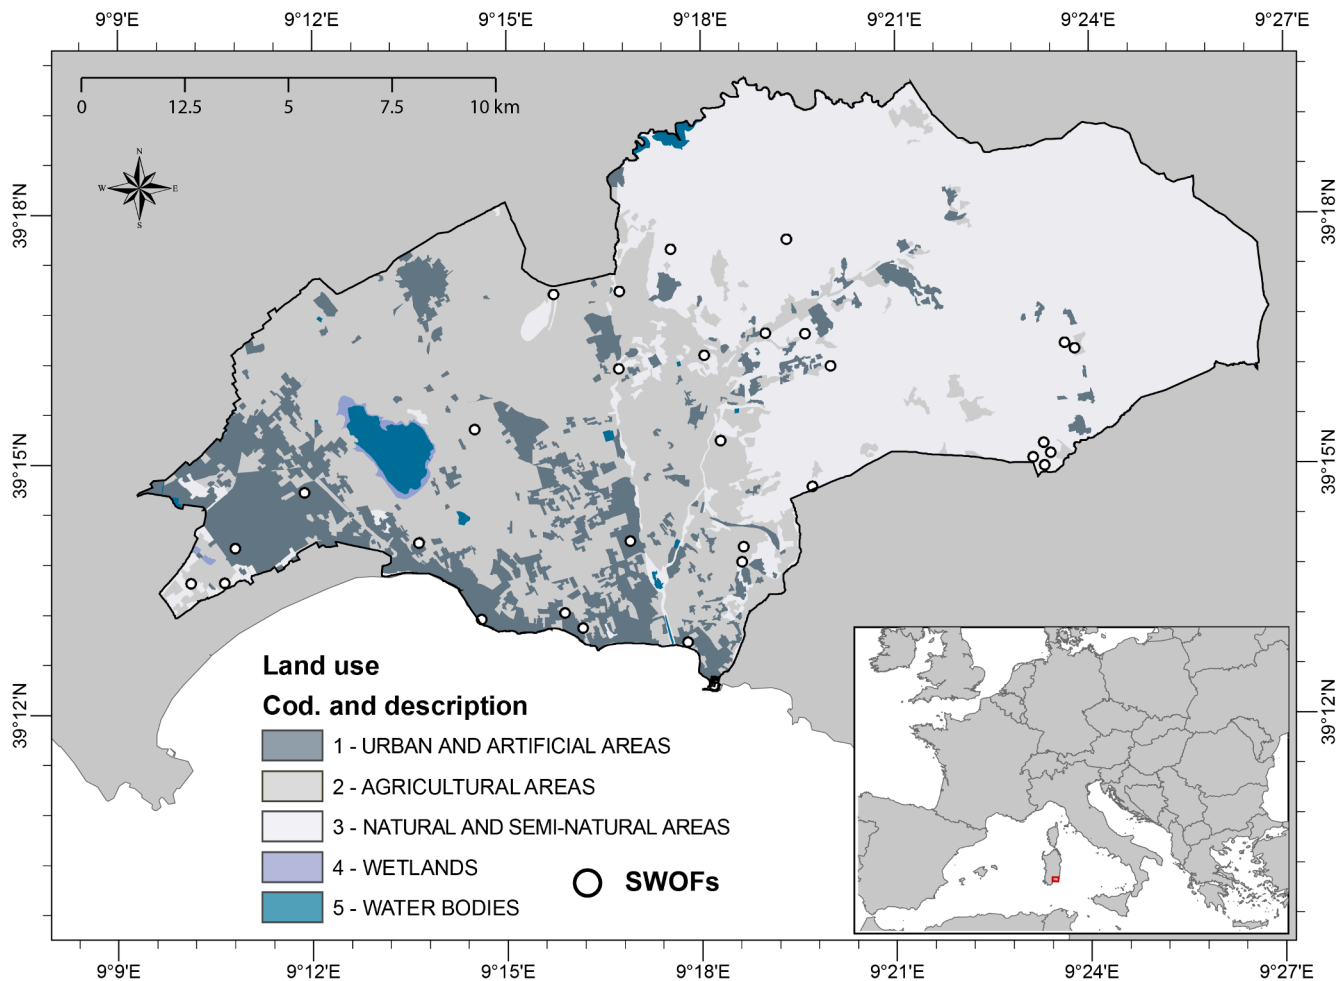 9°9'E 9°12'E 9°15'E 9°18'E 9°21'E 9°24'E 9°27'E
0 12.5 5 7.5 10 km
N
W E
S
39°18'N 39°18'N
39°15'N 39°15'N
39°12'N 39°12'N
Land use
Cod. and description
1 - URBAN AND ARTIFICIAL AREAS
2 - AGRICULTURAL AREAS
3 - NATURAL AND SEMI-NATURAL AREAS
4 - WETLANDS
SWOFs
5 - WATER BODIES
9°9'E 9°12'E 9°15'E 9°18'E 9°21'E 9°24'E 9°27'E